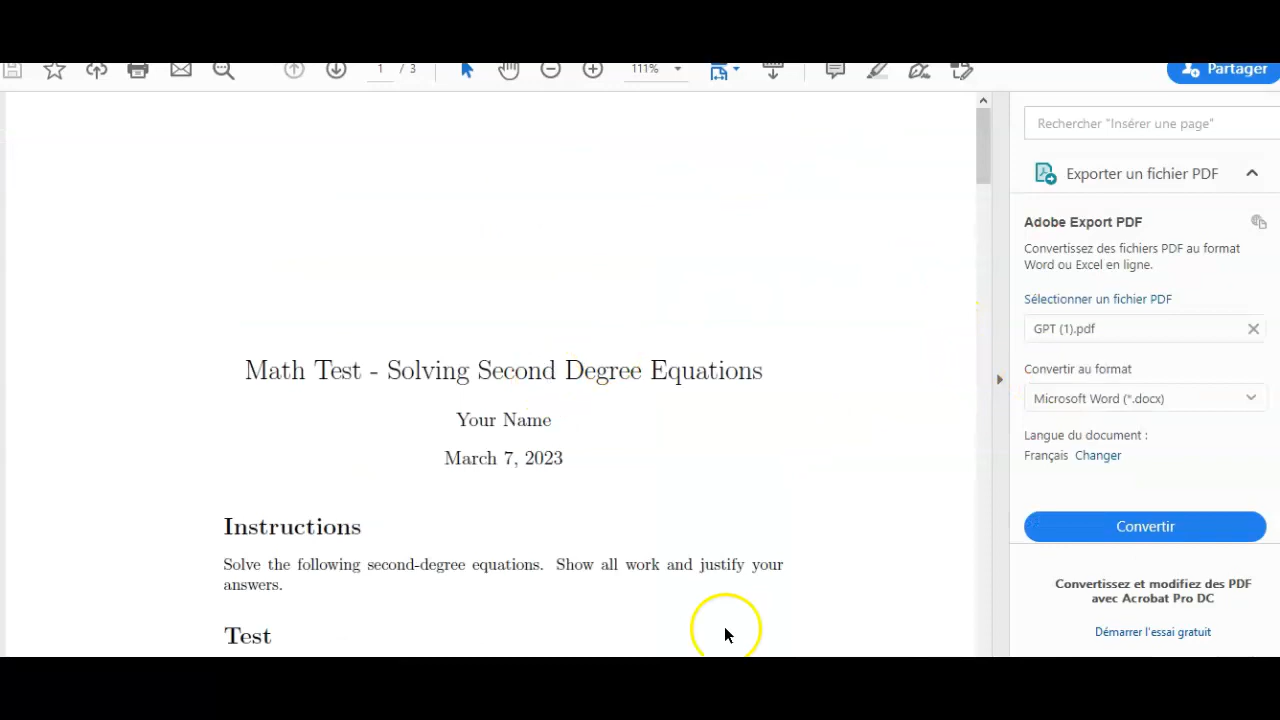 1 / 3
111%
Partager
Rechercher "Insérer une page"
Exporter un fichier PDF
Adobe Export PDF
Convertissez des fichiers PDF au format
Word ou Excel en ligne.
Sélectionner un fichier PDF
GPT (1).pdf
Convertir au format
Microsoft Word (*.docx)
Langue du document :
Français Changer
Convertir
Convertissez et modifiez des PDF
avec Acrobat Pro DC
Démarrer l'essai gratuit
Math Test - Solving Second Degree Equations
Your Name
March 7, 2023
Instructions
Solve the following second-degree equations. Show all work and justify your
answers.
Test